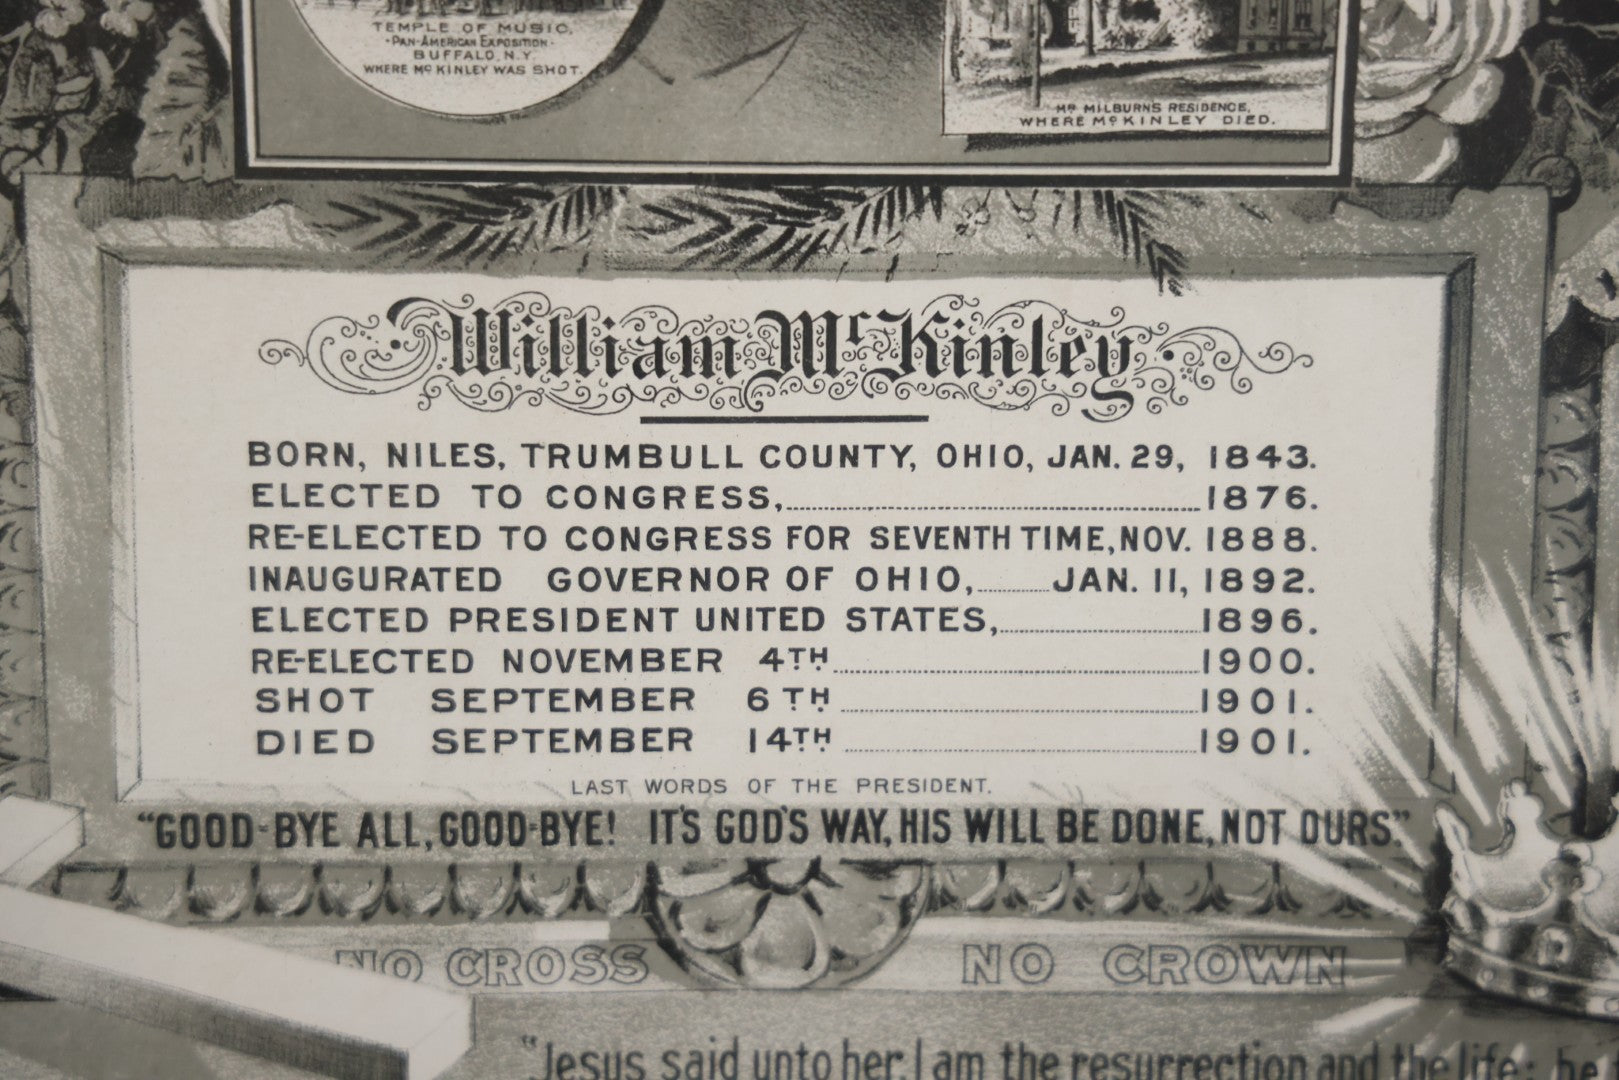 TEMPLE OF MUSIC,
·PAN-AMERICAN EXPOSITION·
BUFFALO, N.Y.
WHERE McKINLEY WAS SHOT.
MR MILBURNS RESIDENCE,
WHERE McKINLEY DIED.
William McKinley.
BORN, NILES, TRUMBULL COUNTY, OHIO, JAN. 29, 1843.
ELECTED TO CONGRESS,........1876.
RE-ELECTED TO CONGRESS FOR SEVENTH TIME, NOV. 1888.
INAUGURATED GOVERNOR OF OHIO,........JAN. 11, 1892.
ELECTED PRESIDENT UNITED STATES,........1896.
RE-ELECTED NOVEMBER 4TH........1900.
SHOT SEPTEMBER 6TH........1901.
DIED SEPTEMBER 14TH........1901.
LAST WORDS OF THE PRESIDENT.
"GOOD-BYE ALL, GOOD-BYE! IT'S GOD'S WAY, HIS WILL BE DONE, NOT OURS."
NO CROSS NO CROWN
"Jesus said unto her, I am the resurrection and the life: he